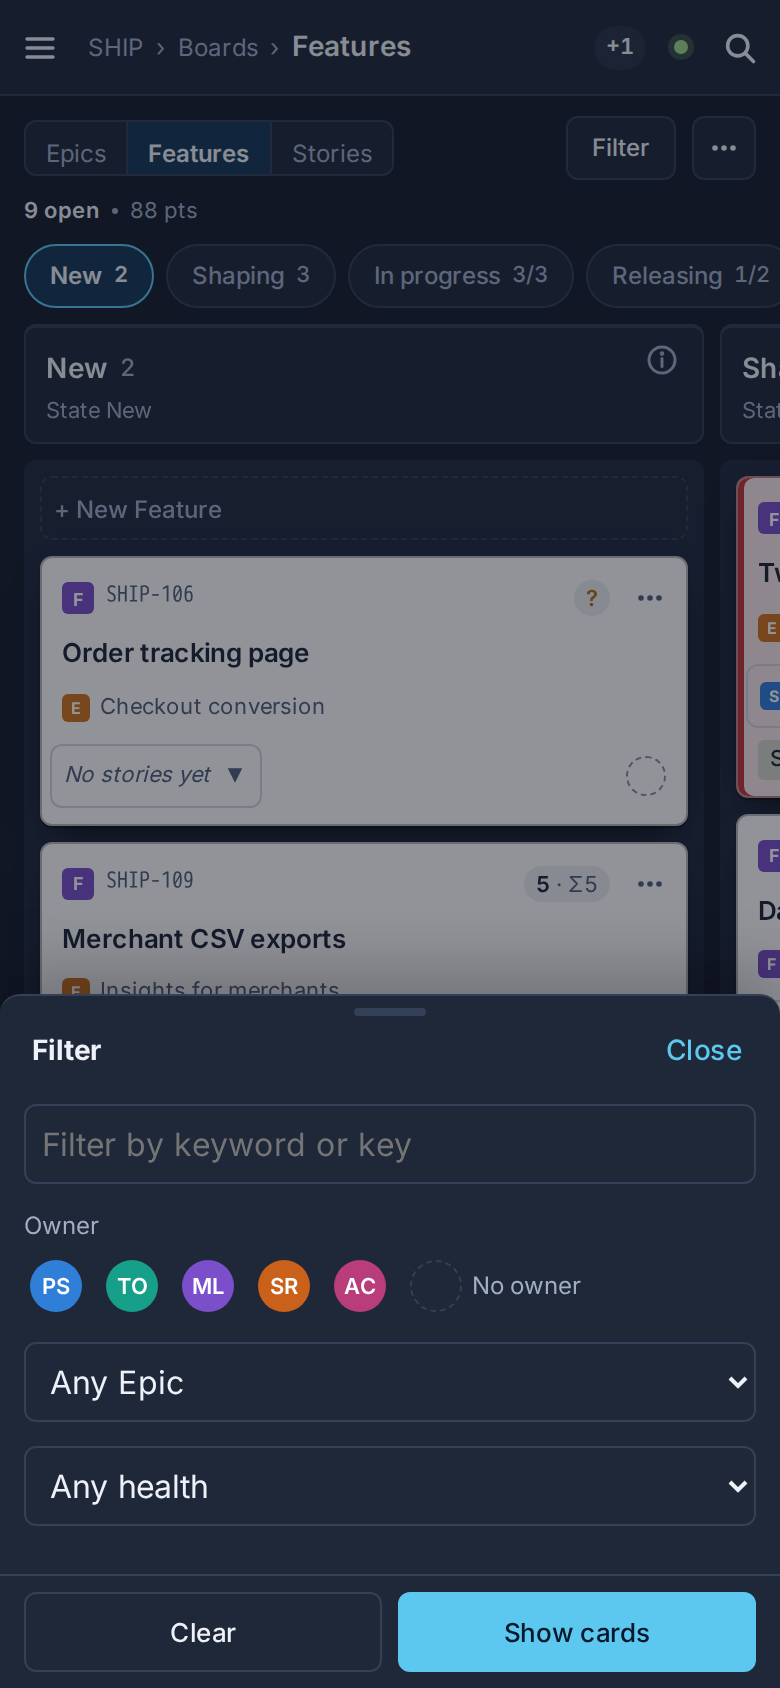 SHIP › Boards › Features +1
Epics Features Stories Filter •••
9 open • 88 pts
New 2 Shaping 3 In progress 3/3 Releasing 1/2
New 2
State New
+ New Feature
F SHIP-106 ? •••
Order tracking page
E Checkout conversion
No stories yet ▼
F SHIP-109 5 · Σ5 •••
Merchant CSV exports
E Insights for merchants
Filter Close
Filter by keyword or key
Owner
PS TO ML SR AC No owner
Any Epic
Any health
Clear Show cards